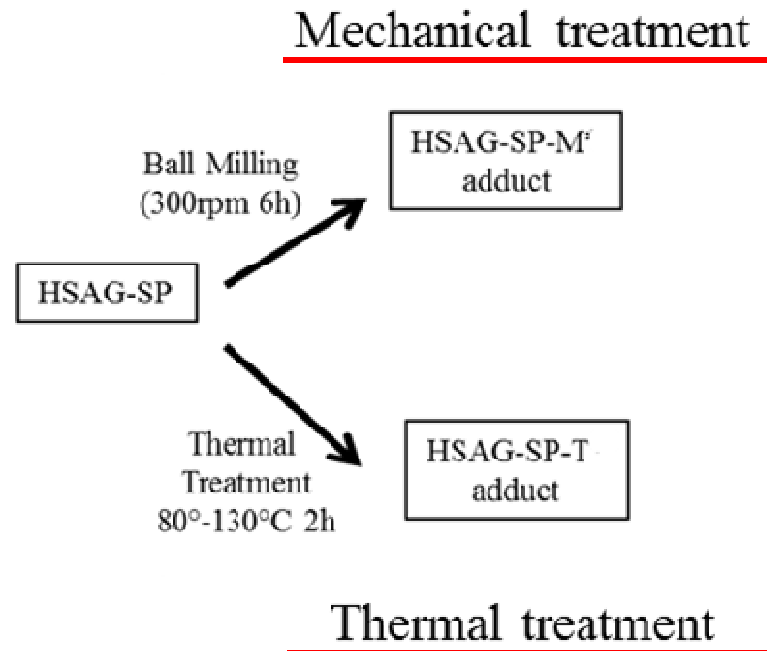 Mechanical treatment
Ball Milling
(300rpm 6h)
HSAG-SP-M
adduct
HSAG-SP
Thermal
Treatment
80°-130°C 2h
HSAG-SP-T
adduct
Thermal treatment